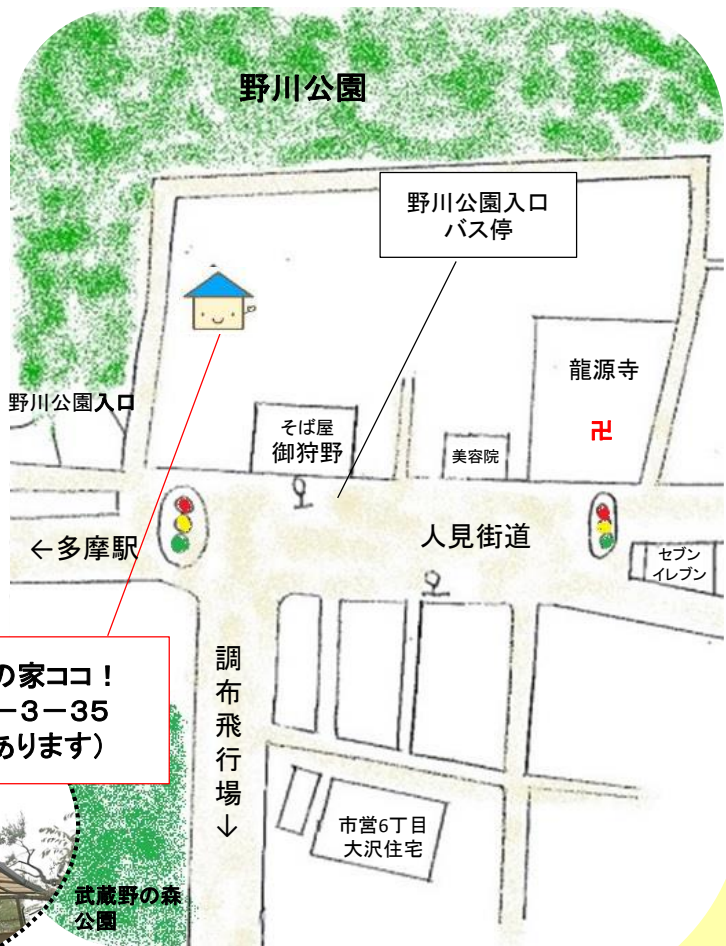 野川公園
野川公園入口
バス停
龍源寺
卍
野川公園入口
そば屋
御狩野
美容院
←多摩駅
人見街道
セブン
イレブン
の家ココ！
－3－35
あります）
調布飛行場↓
市営6丁目
大沢住宅
武蔵野の森
公園